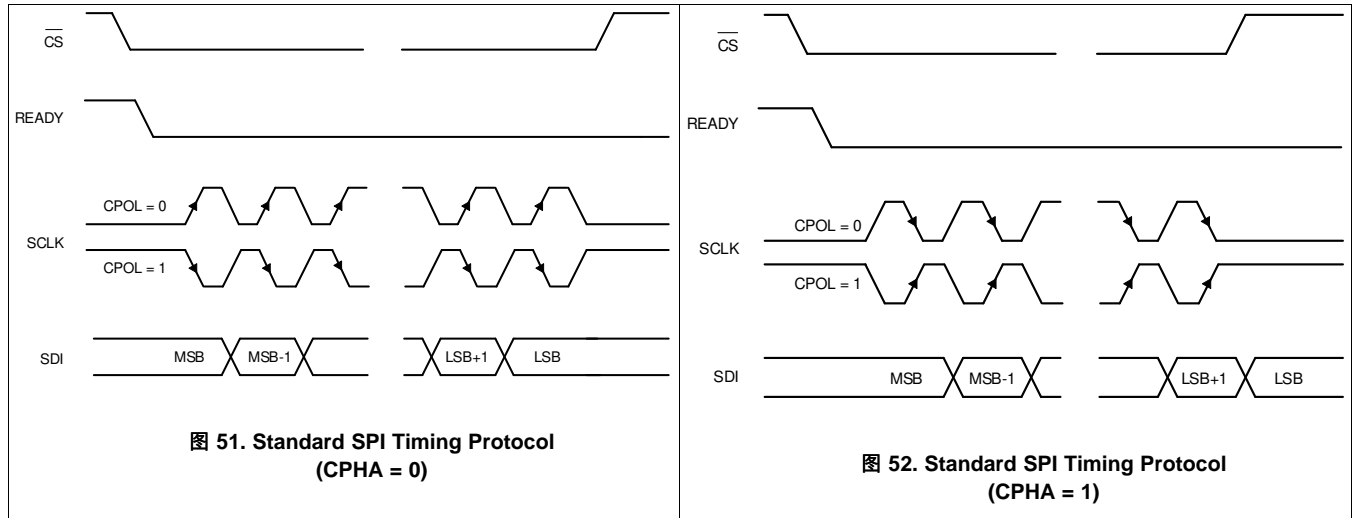 CS
READY
CPOL = 0
SCLK
CPOL = 1
SDI
MSB
MSB-1
LSB+1
LSB
图 51. Standard SPI Timing Protocol
(CPHA = 0)
CS
READY
CPOL = 0
SCLK
CPOL = 1
SDI
MSB
MSB-1
LSB+1
LSB
图 52. Standard SPI Timing Protocol
(CPHA = 1)